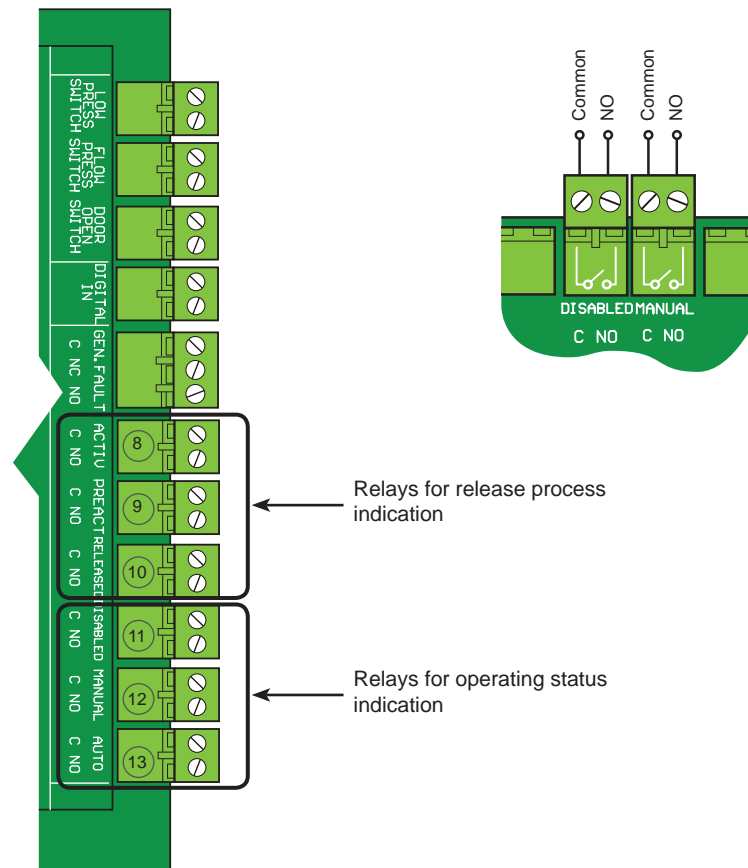 LOW
PRESS
SWITCH
FLOW
PRESS
SWITCH
DOOR
OPEN
SWITCH
DIGITAL
IN
GEN.FAULT
C NC NO
ACTIV
C NO
8
PREACT
C NO
9
RELEASED
C NO
10
DISABLED
C NO
11
MANUAL
C NO
12
AUTO
C NO
13
Relays for release process
indication
Relays for operating status
indication
Common
NO
Common
NO
DISABLED MANUAL
C NO C NO